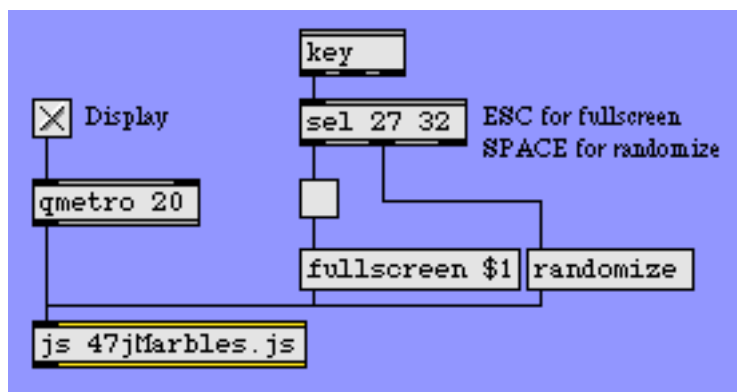 key
Display
sel 27 32
ESC for fullscreen
SPACE for randomize
qmetro 20
fullscreen $1
randomize
js 47jMarbles.js